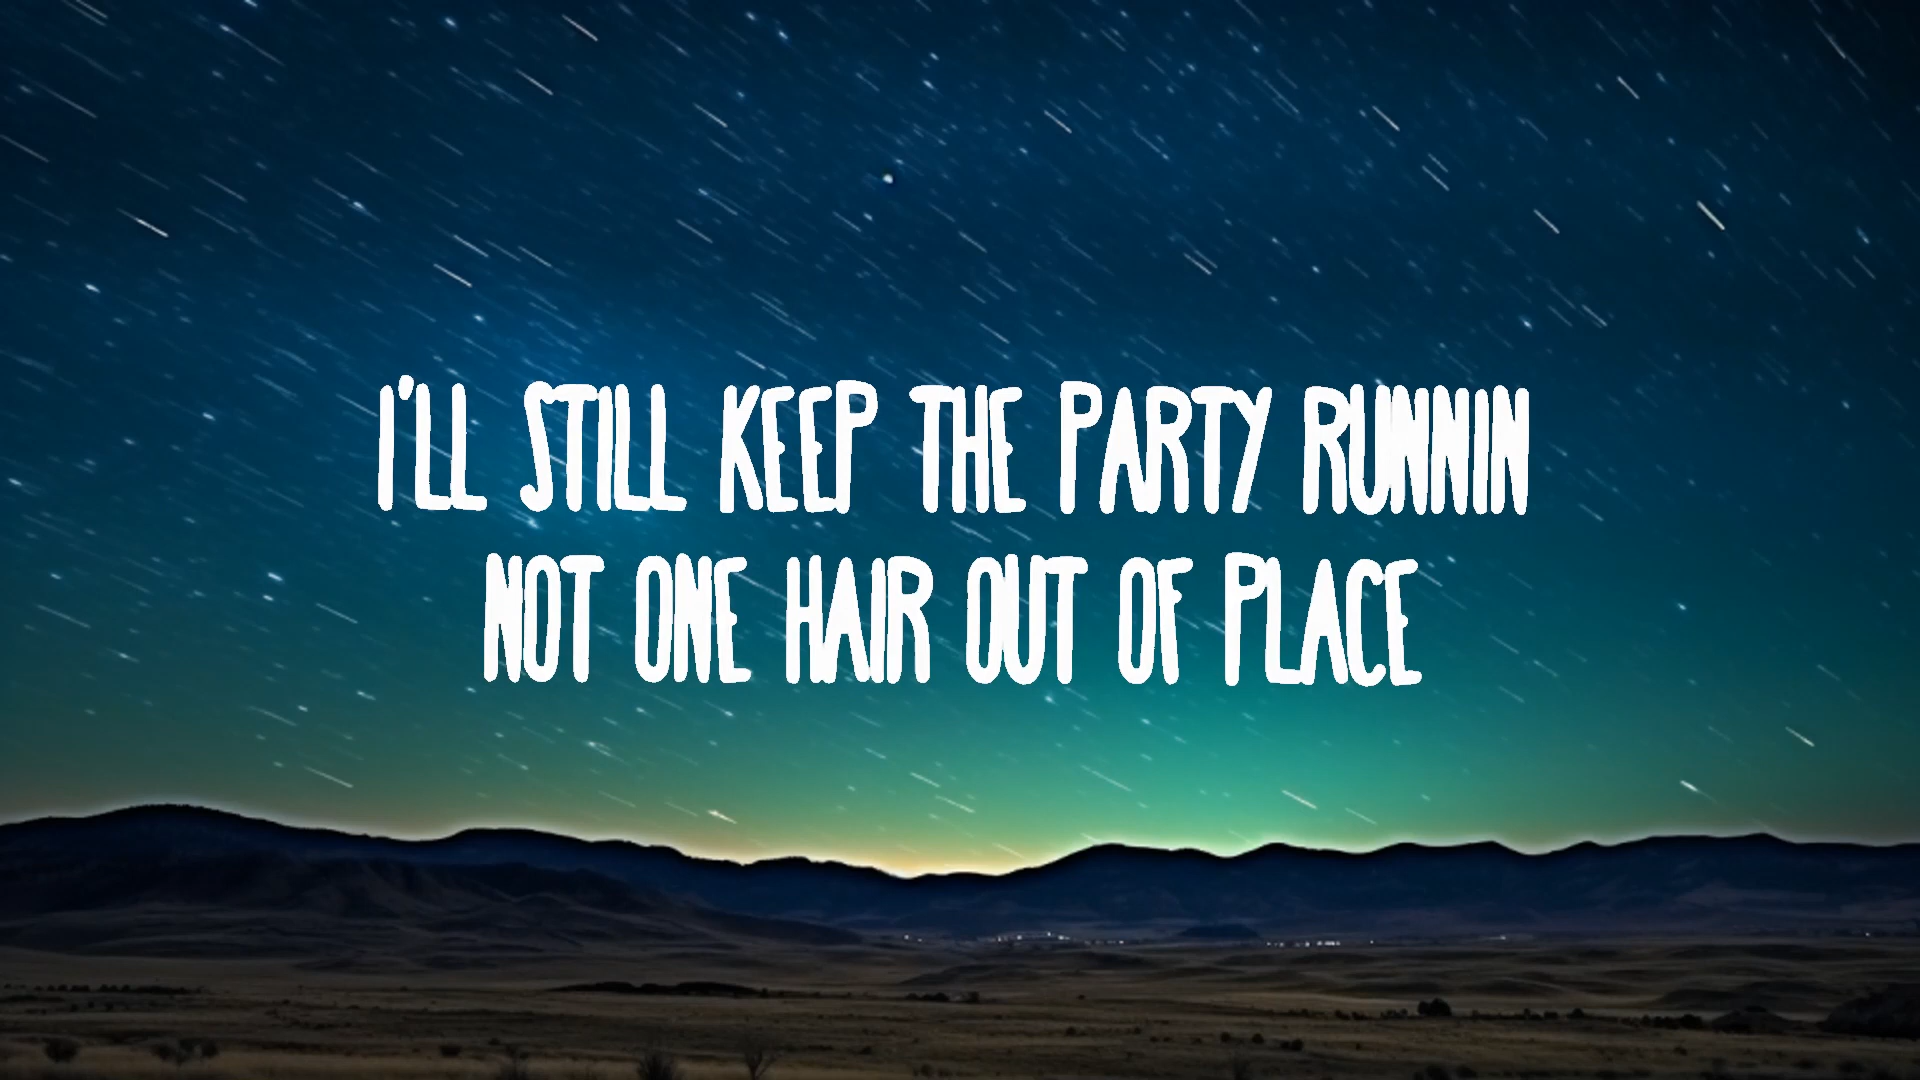 I'LL STILL KEEP THE PARTY RUNNIN
NOT ONE HAIR OUT OF PLACE